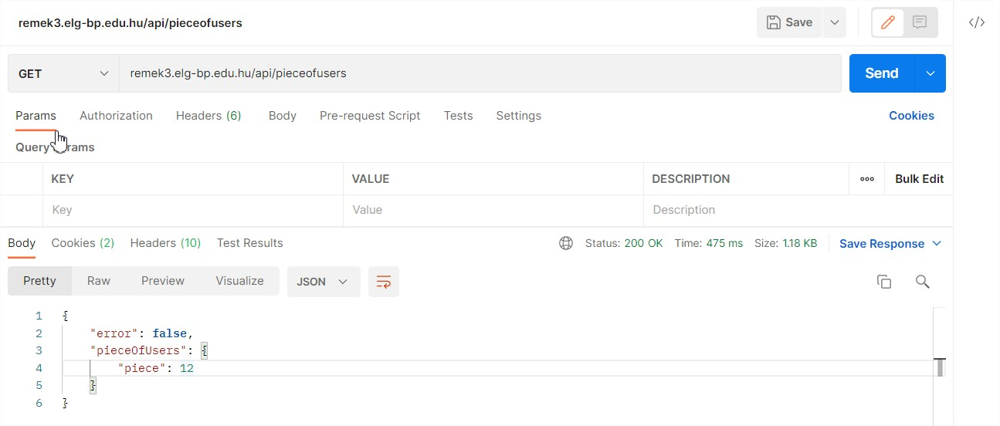 remek3.elg-bp.edu.hu/api/pieceofusers Save </>
GET remek3.elg-bp.edu.hu/api/pieceofusers Send
Params Authorization Headers (6) Body Pre-request Script Tests Settings Cookies
Query Params
KEY VALUE DESCRIPTION ooo Bulk Edit
Key Value Description
Body Cookies (2) Headers (10) Test Results Status: 200 OK Time: 475 ms Size: 1.18 KB Save Response
Pretty Raw Preview Visualize JSON
1 {
2 "error": false,
3 "pieceOfUsers": {
4 "piece": 12
5 }
6 }